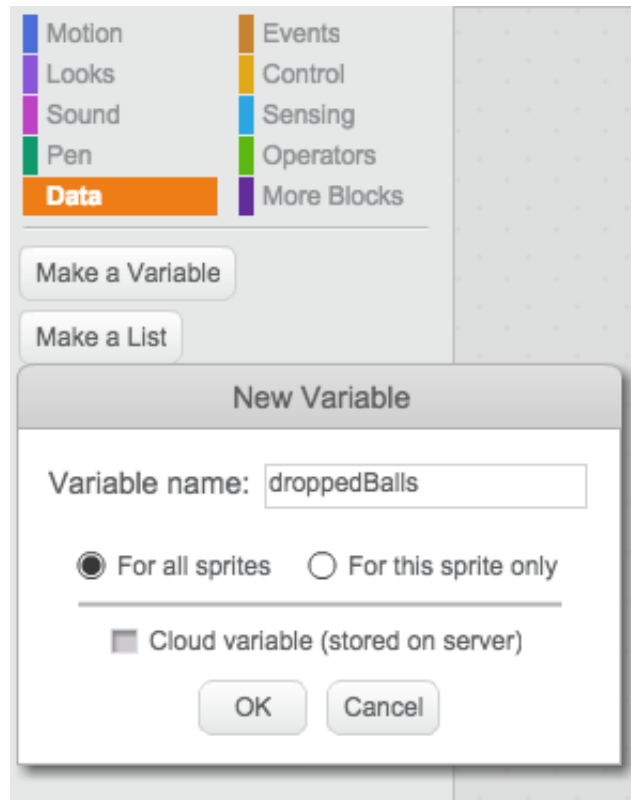 Motion Events
Looks Control
Sound Sensing
Pen Operators
Data More Blocks
Make a Variable
Make a List
New Variable
Variable name: droppedBalls
For all sprites For this sprite only
Cloud variable (stored on server)
OK Cancel